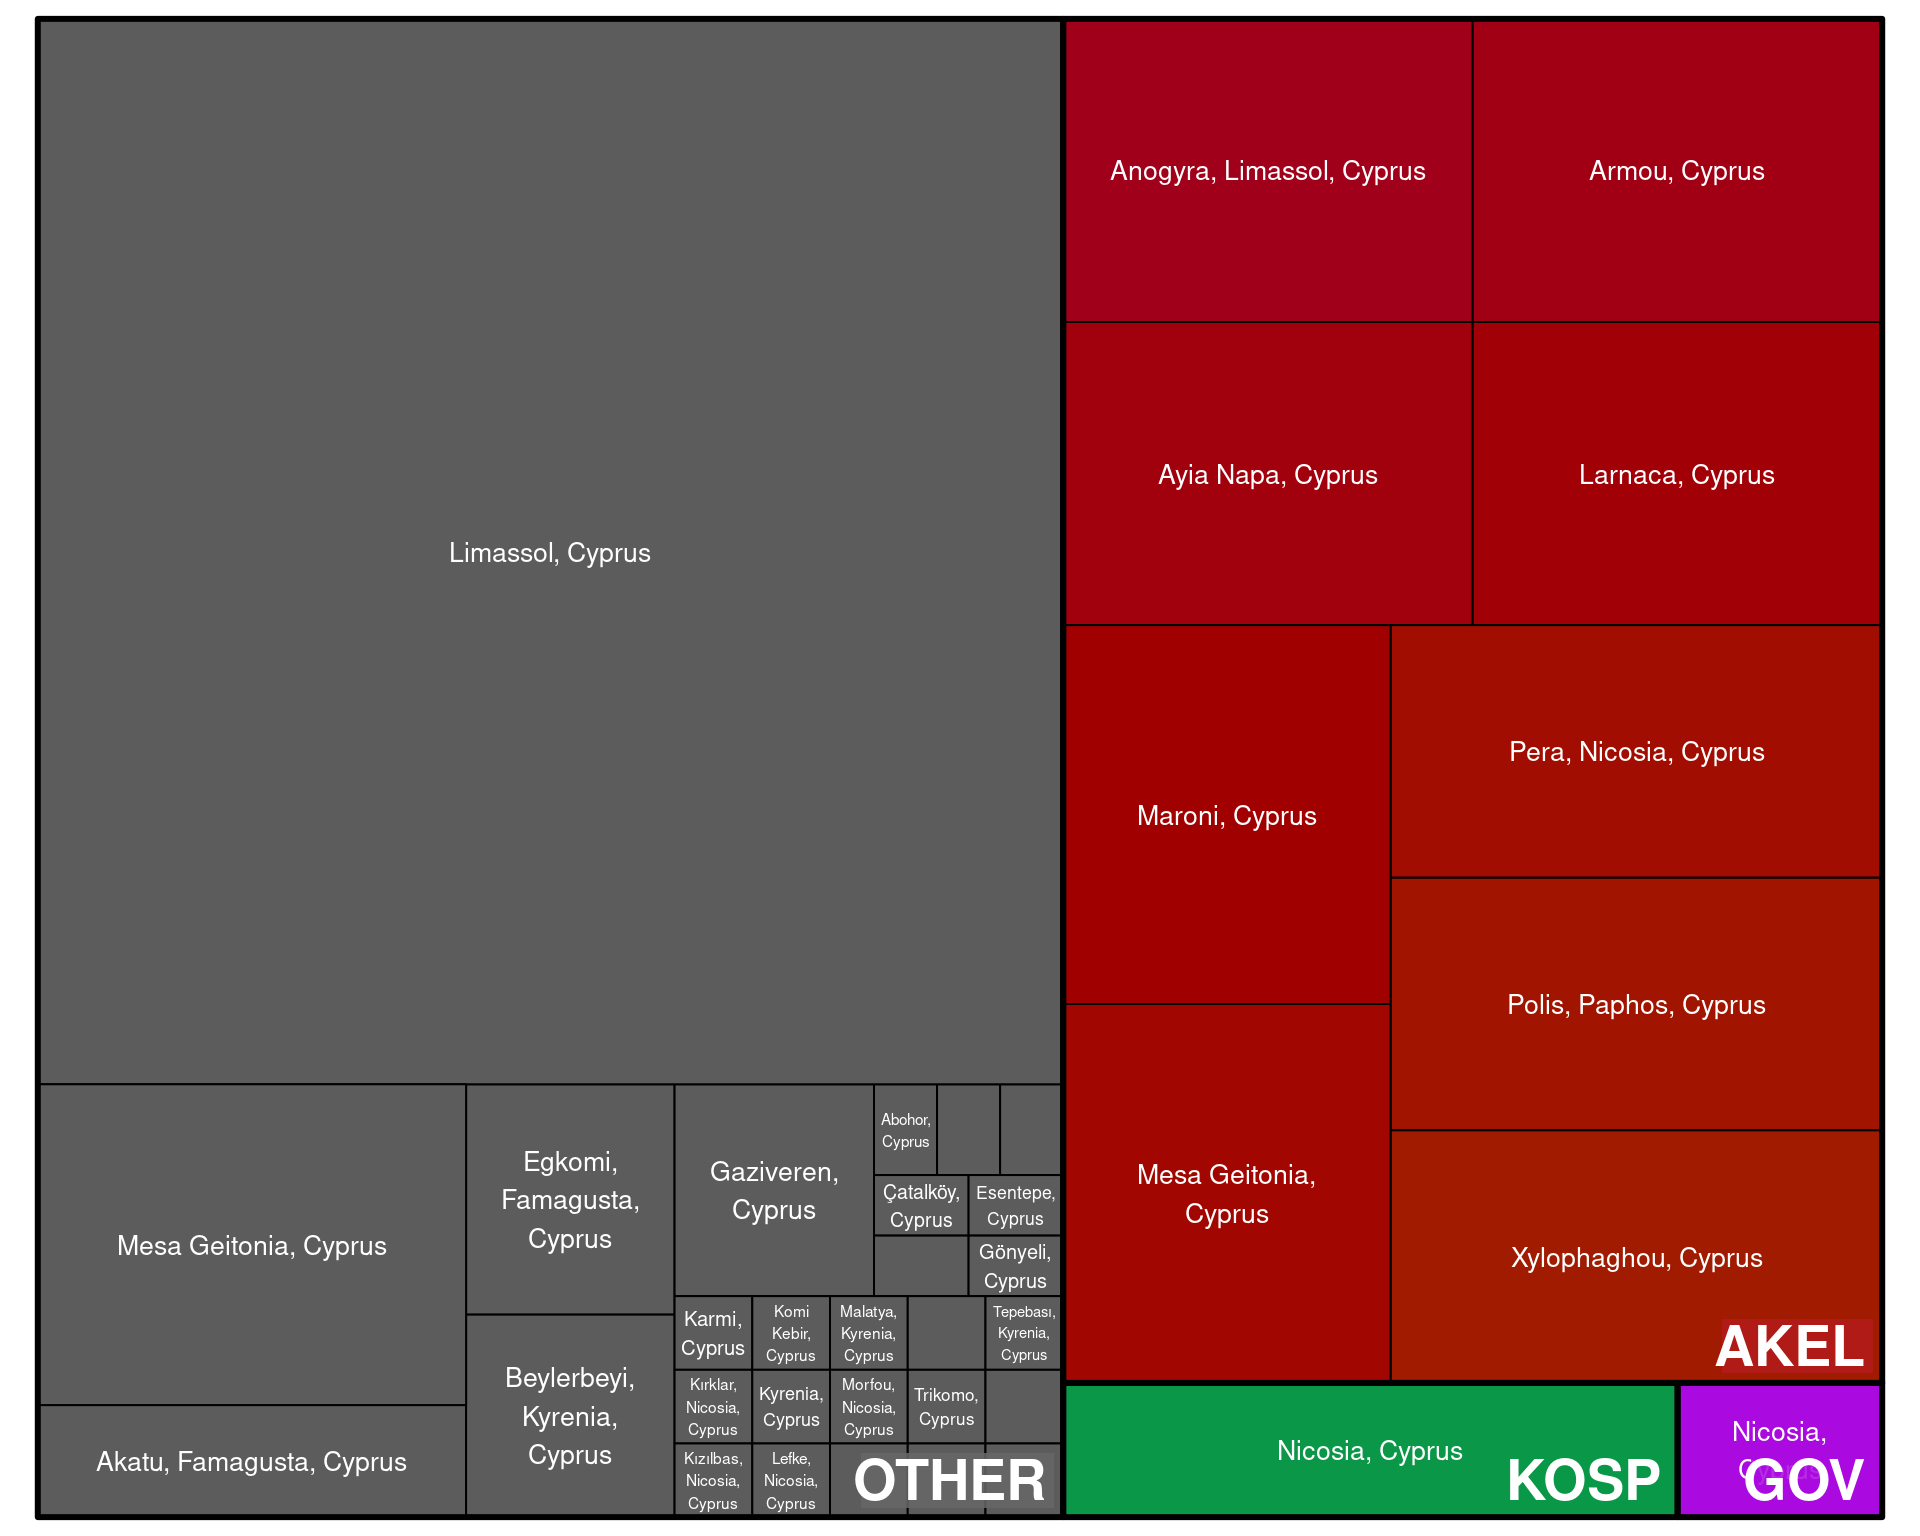 Limassol, Cyprus
Mesa Geitonia, Cyprus
Akatu, Famagusta, Cyprus
Egkomi,
Famagusta,
Cyprus
Beylerbeyi,
Kyrenia,
Cyprus
Gaziveren,
Cyprus
Abohor,
Cyprus
Çatalköy,
Cyprus
Esentepe,
Cyprus
Gönyeli,
Cyprus
Karmi,
Cyprus
Komi
Kebir,
Cyprus
Malatya,
Kyrenia,
Cyprus
Tepebası,
Kyrenia,
Cyprus
Kırklar,
Nicosia,
Cyprus
Kyrenia,
Cyprus
Morfou,
Nicosia,
Cyprus
Trikomo,
Cyprus
Kızılbas,
Nicosia,
Cyprus
Lefke,
Nicosia,
Cyprus
OTHER
Anogyra, Limassol, Cyprus
Armou, Cyprus
Ayia Napa, Cyprus
Larnaca, Cyprus
Maroni, Cyprus
Pera, Nicosia, Cyprus
Polis, Paphos, Cyprus
Mesa Geitonia,
Cyprus
Xylophaghou, Cyprus
AKEL
Nicosia, Cyprus
KOSP
Nicosia,
Cyprus
GOV